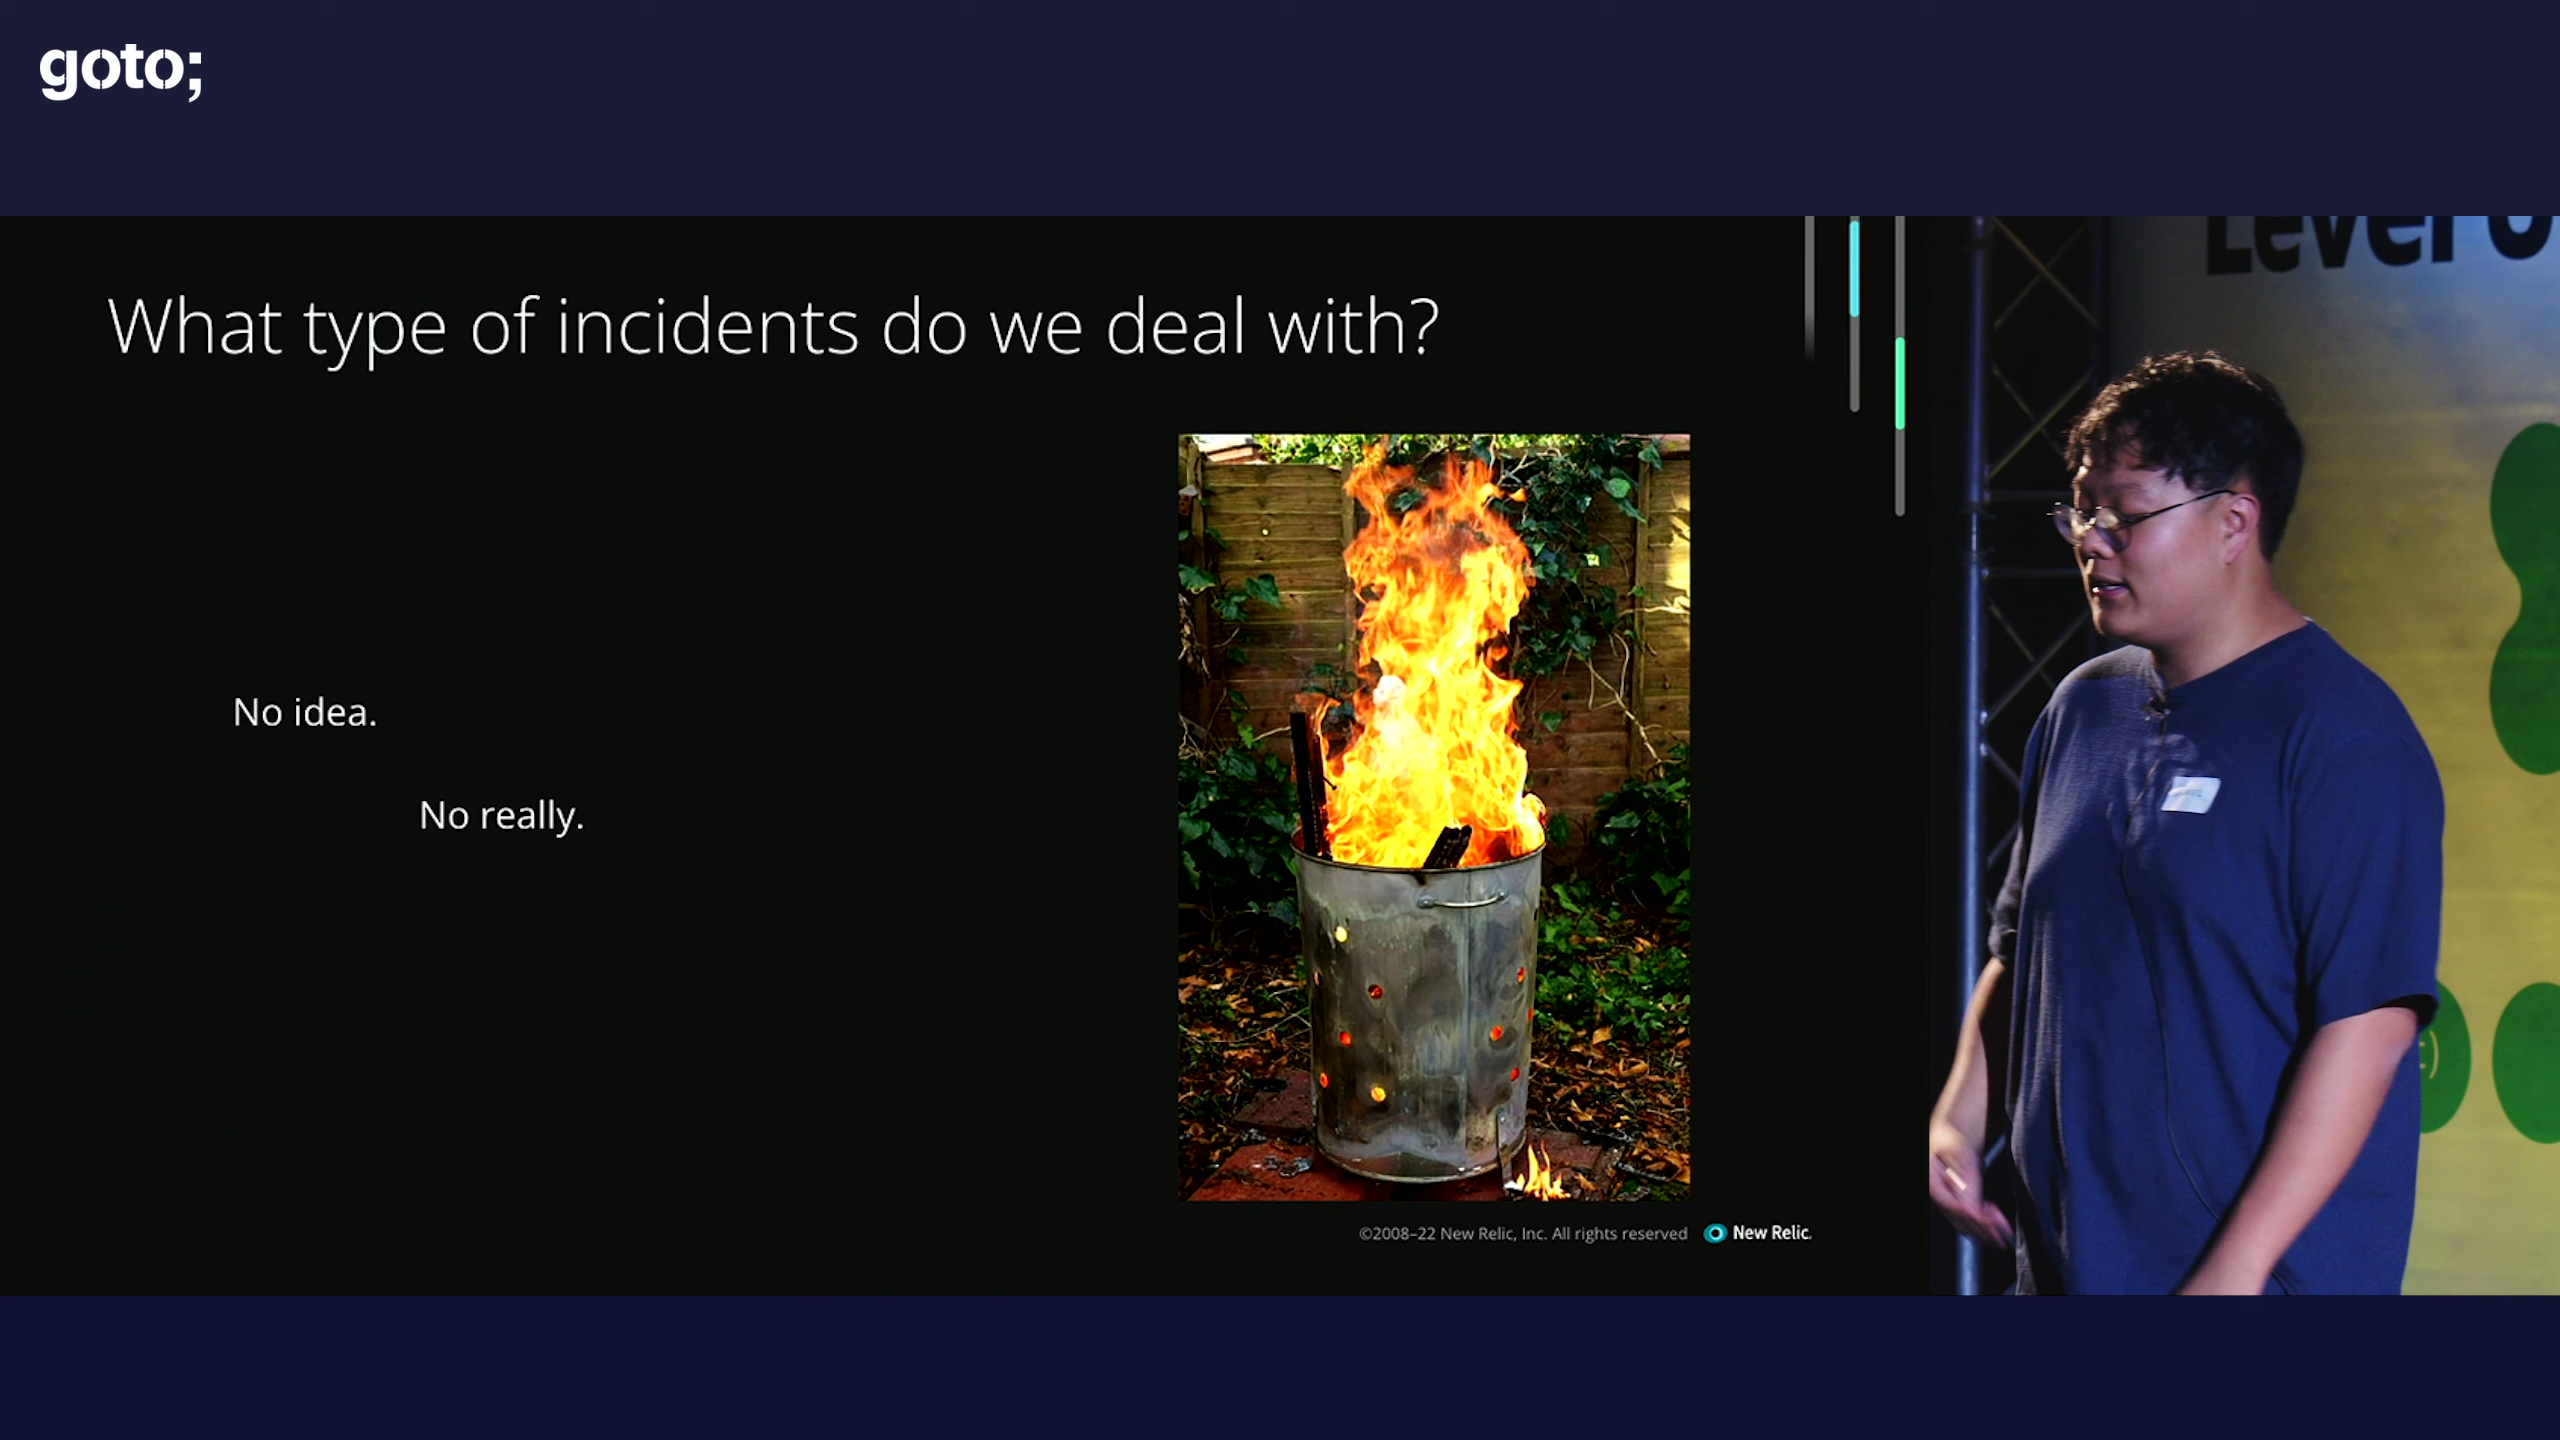 goto;
What type of incidents do we deal with?
No idea.
No really.
©2008–22 New Relic, Inc. All rights reserved
New Relic.